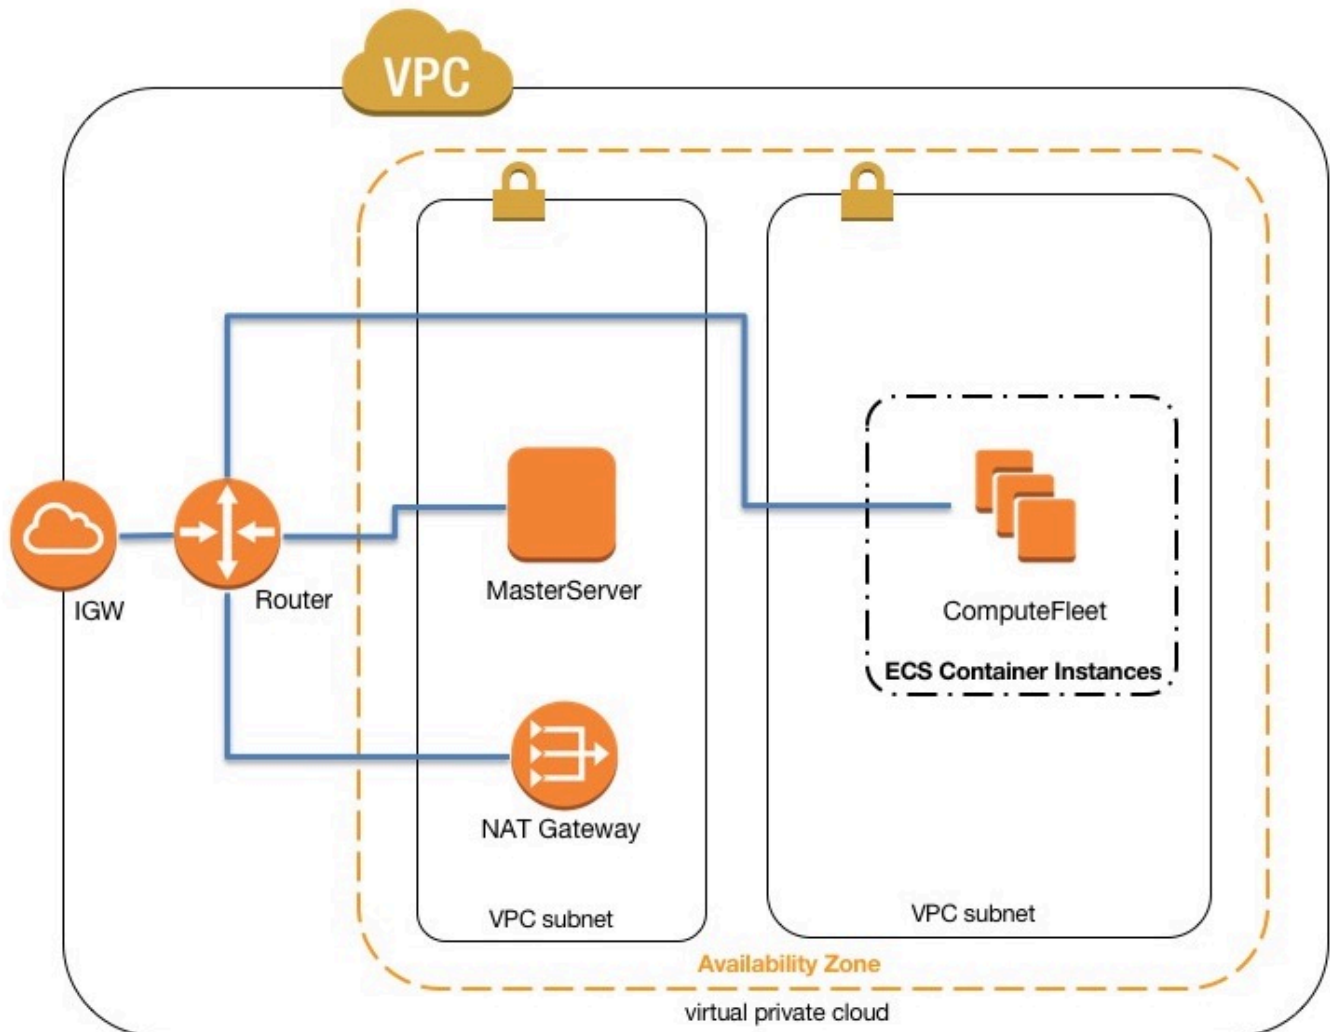 VPC
IGW
Router
MasterServer
NAT Gateway
VPC subnet
ComputeFleet
ECS Container Instances
VPC subnet
Availability Zone
virtual private cloud